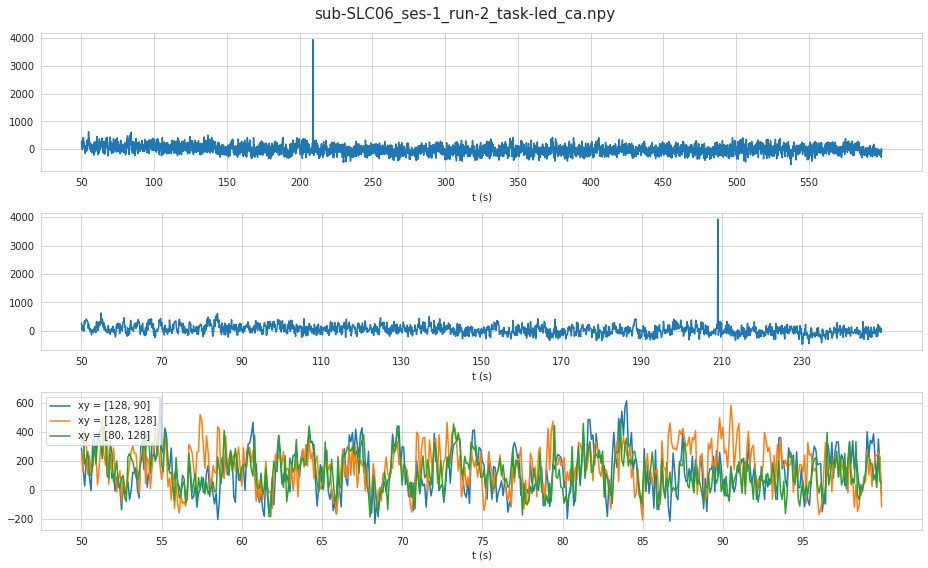 sub-SLC06_ses-1_run-2_task-led_ca.npy
4000
3000
2000
1000
0
50 100 150 200 250 300 350 400 450 500 550
t (s)
4000
3000
2000
1000
0
50 70 90 110 130 150 170 190 210 230
t (s)
600
400
200
0
−200
xy = [128, 90]
xy = [128, 128]
xy = [80, 128]
50 55 60 65 70 75 80 85 90 95
t (s)